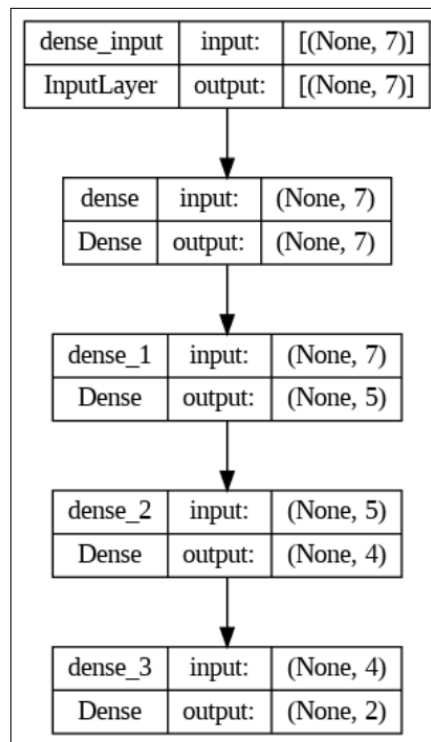 dense_input input: [(None, 7)]
InputLayer output: [(None, 7)]
dense input: (None, 7)
Dense output: (None, 7)
dense_1 input: (None, 7)
Dense output: (None, 5)
dense_2 input: (None, 5)
Dense output: (None, 4)
dense_3 input: (None, 4)
Dense output: (None, 2)